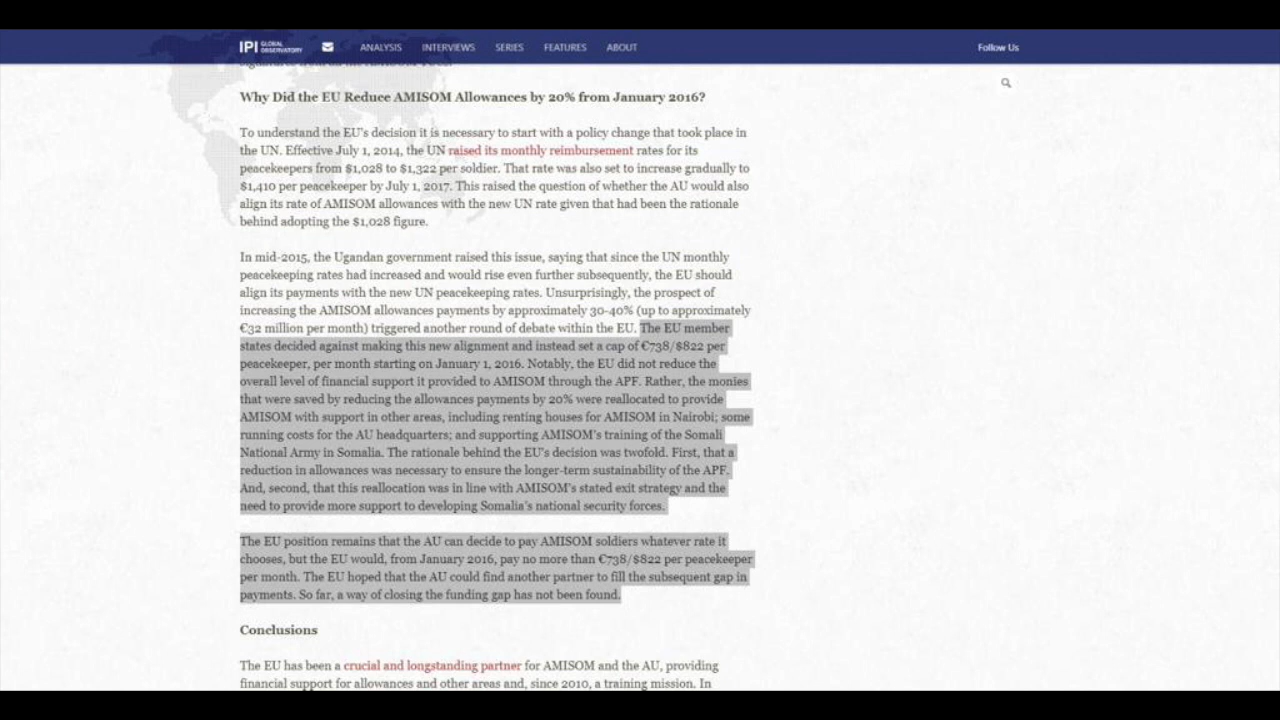 IPI GLOBAL OBSERVATORY ANALYSIS INTERVIEWS SERIES FEATURES ABOUT Follow Us
Why Did the EU Reduce AMISOM Allowances by 20% from January 2016?
To understand the EU's decision it is necessary to start with a policy change that took place in
the UN. Effective July 1, 2014, the UN raised its monthly reimbursement rates for its
peacekeepers from $1,028 to $1,322 per soldier. That rate was also set to increase gradually to
$1,410 per peacekeeper by July 1, 2017. This raised the question of whether the AU would also
align its rate of AMISOM allowances with the new UN rate given that had been the rationale
behind adopting the $1,028 figure.
In mid-2015, the Ugandan government raised this issue, saying that since the UN monthly
peacekeeping rates had increased and would rise even further subsequently, the EU should
align its payments with the new UN peacekeeping rates. Unsurprisingly, the prospect of
increasing the AMISOM allowances payments by approximately 30-40% (up to approximately
€32 million per month) triggered another round of debate within the EU. The EU member
states decided against making this new alignment and instead set a cap of €738/$822 per
peacekeeper, per month starting on January 1, 2016. Notably, the EU did not reduce the
overall level of financial support it provided to AMISOM through the APF. Rather, the monies
that were saved by reducing the allowances payments by 20% were reallocated to provide
AMISOM with support in other areas, including renting houses for AMISOM in Nairobi; some
running costs for the AU headquarters; and supporting AMISOM's training of the Somali
National Army in Somalia. The rationale behind the EU's decision was twofold. First, that a
reduction in allowances was necessary to ensure the longer-term sustainability of the APF.
And, second, that this reallocation was in line with AMISOM's stated exit strategy and the
need to provide more support to developing Somalia's national security forces.
The EU position remains that the AU can decide to pay AMISOM soldiers whatever rate it
chooses, but the EU would, from January 2016, pay no more than €738/$822 per peacekeeper
per month. The EU hoped that the AU could find another partner to fill the subsequent gap in
payments. So far, a way of closing the funding gap has not been found.
Conclusions
The EU has been a crucial and longstanding partner for AMISOM and the AU, providing
financial support for allowances and other areas and, since 2010, a training mission. In